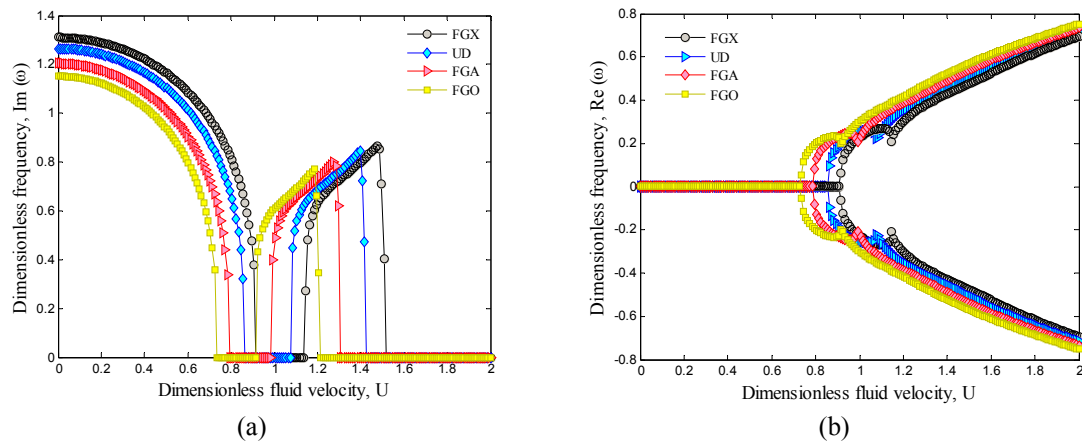 Dimensionless frequency, Im (ω)
1.4
1.2
1
0.8
0.6
0.4
0.2
0
0 0.2 0.4 0.6 0.8 1 1.2 1.4 1.6 1.8 2
Dimensionless fluid velocity, U
FGX
UD
FGA
FGO
(a)
Dimensionless frequency, Re (ω)
0.8
0.6
0.4
0.2
0
-0.2
-0.4
-0.6
-0.8
0 0.2 0.4 0.6 0.8 1 1.2 1.4 1.6 1.8 2
Dimensionless fluid velocity, U
FGX
UD
FGA
FGO
(b)